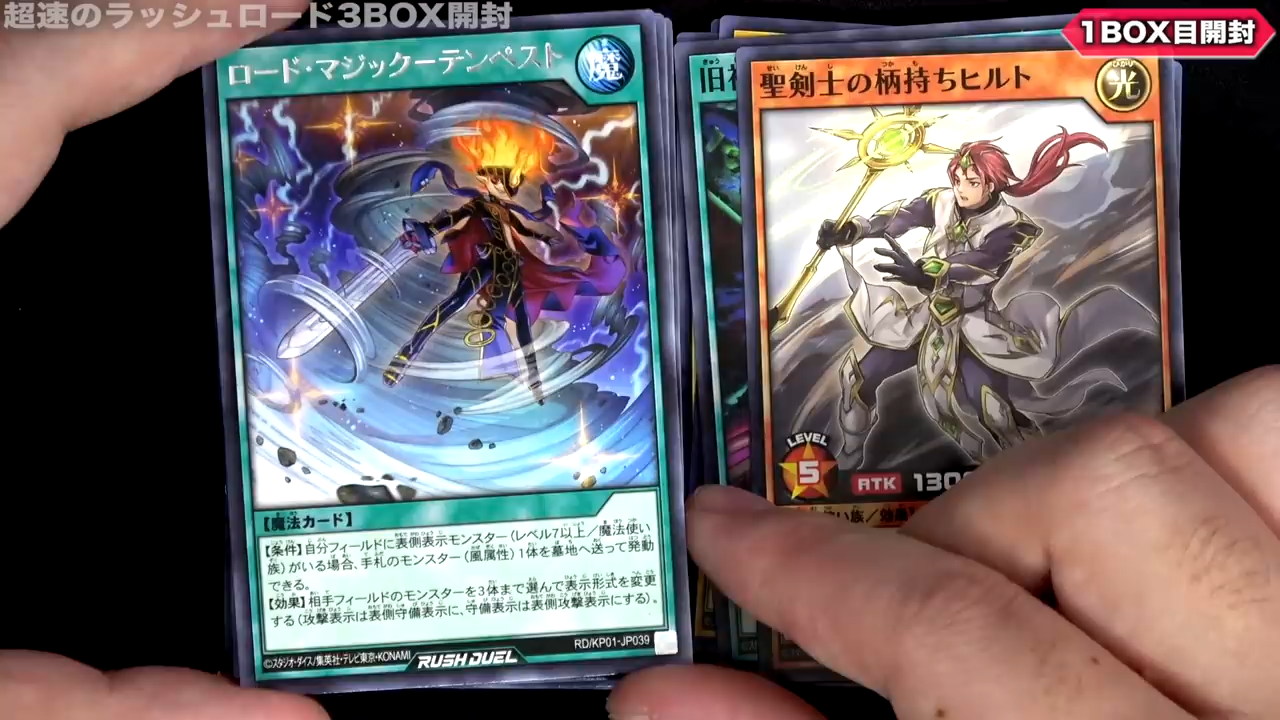 超速のラッシュロード3BOX開封
1BOX目開封
ロード・マジックーテンペスト
魔
【魔法カード】
【条件】自分フィールドに表側表示モンスター(レベル7以上/魔法使い
族)がいる場合、手札のモンスター(風属性)1体を墓地へ送って発動
できる。
【効果】相手フィールドのモンスターを3体まで選んで表示形式を変更
する(攻撃表示は表側守備表示に、守備表示は表側攻撃表示にする)。
RD/KP01-JP039
©スタジオ・ダイス/集英社・テレビ東京・KONAMI
RUSH DUEL
旧
聖剣士の柄持ちヒルト
光
LEVEL
5
ATK 130
い族/効果